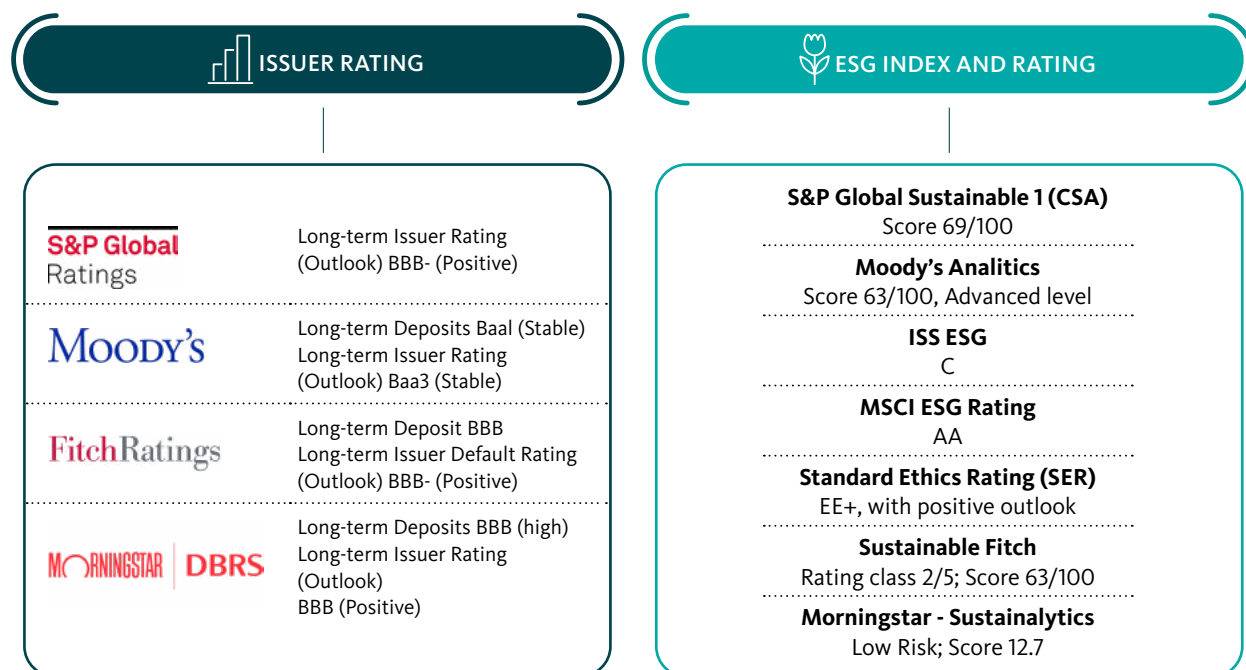 ISSUER RATING
S&P Global
Ratings
Long-term Issuer Rating
(Outlook) BBB- (Positive)
MOODY'S
Long-term Deposits Baal (Stable)
Long-term Issuer Rating
(Outlook) Baa3 (Stable)
FitchRatings
Long-term Deposit BBB
Long-term Issuer Default Rating
(Outlook) BBB- (Positive)
MORNINGSTAR | DBRS
Long-term Deposits BBB (high)
Long-term Issuer Rating
(Outlook)
BBB (Positive)
ESG INDEX AND RATING
S&P Global Sustainable 1 (CSA)
Score 69/100
Moody's Analitics
Score 63/100, Advanced level
ISS ESG
C
MSCI ESG Rating
AA
Standard Ethics Rating (SER)
EE+, with positive outlook
Sustainable Fitch
Rating class 2/5; Score 63/100
Morningstar - Sustainalytics
Low Risk; Score 12.7